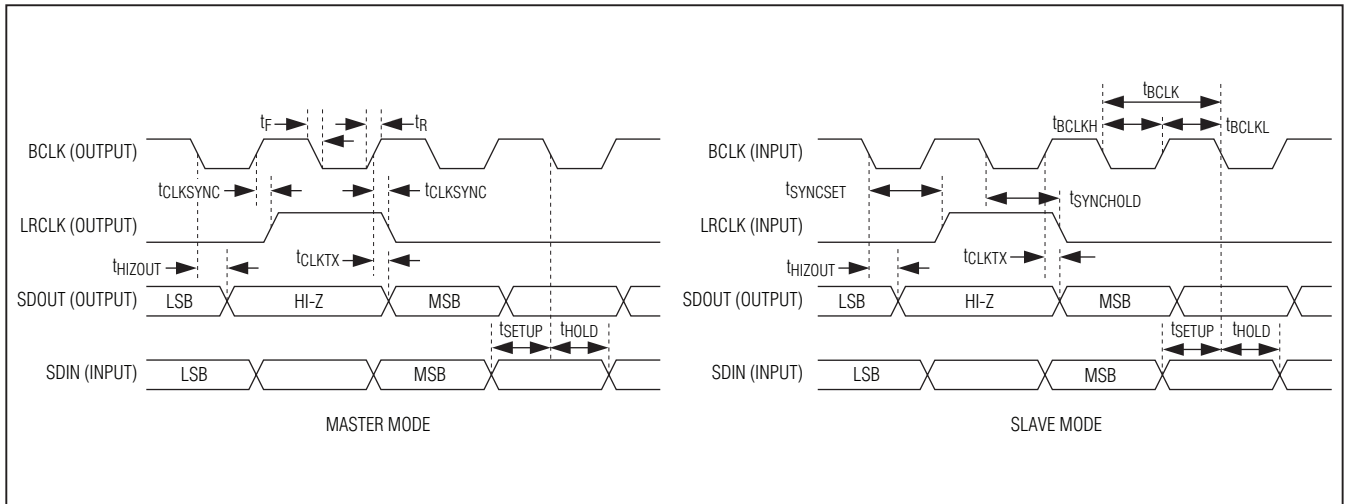 tF
tR
BCLK (OUTPUT)
tCLKSYNC
tCLKSYNC
LRCLK (OUTPUT)
tHIZOUT
tCLKTX
SDOUT (OUTPUT)
LSB
HI-Z
MSB
tSETUP
tHOLD
SDIN (INPUT)
LSB
MSB
MASTER MODE
tBCLK
tBCLKH
tBCLKL
BCLK (INPUT)
tSYNCSET
tSYNCHOLD
LRCLK (INPUT)
tHIZOUT
tCLKTX
SDOUT (OUTPUT)
LSB
HI-Z
MSB
tSETUP
tHOLD
SDIN (INPUT)
LSB
MSB
SLAVE MODE